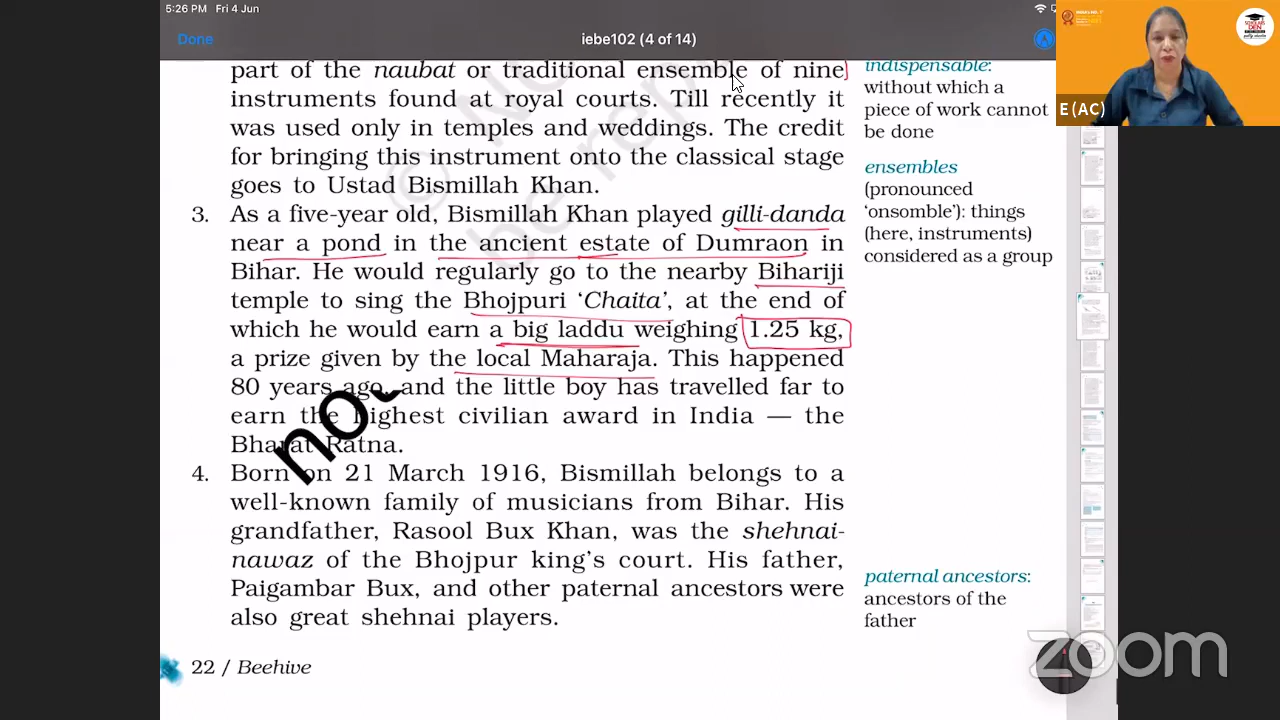 5:26 PM Fri 4 Jun
Done
iebe102 (4 of 14)
E (AC)
SCHOLARS DEN
part of the naubat or traditional ensemble of nine
instruments found at royal courts. Till recently it
was used only in temples and weddings. The credit
for bringing this instrument onto the classical stage
goes to Ustad Bismillah Khan.
3. As a five-year old, Bismillah Khan played gilli-danda
near a pond in the ancient estate of Dumraon in
Bihar. He would regularly go to the nearby Bihariji
temple to sing the Bhojpuri ‘Chaita’, at the end of
which he would earn a big laddu weighing 1.25 kg,
a prize given by the local Maharaja. This happened
80 years ago, and the little boy has travelled far to
earn the highest civilian award in India — the
Bharat Ratna.
4. Born on 21 March 1916, Bismillah belongs to a
well-known family of musicians from Bihar. His
grandfather, Rasool Bux Khan, was the shehnai-
nawaz of the Bhojpur king’s court. His father,
Paigambar Bux, and other paternal ancestors were
also great shehnai players.
22 / Beehive
indispensable:
without which a
piece of work cannot
be done
ensembles
(pronounced
‘onsomble’): things
(here, instruments)
considered as a group
paternal ancestors:
ancestors of the
father
no
zoom